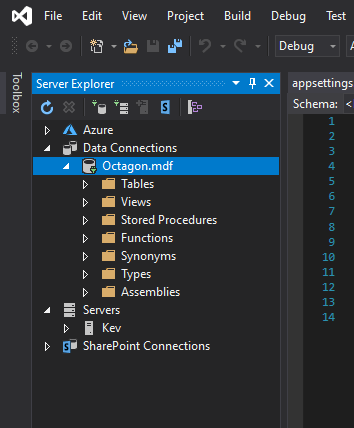 File Edit View Project Build Debug Test
Debug
Toolbox
Server Explorer
appsettings
Schema: <
Azure
Data Connections
Octagon.mdf
Tables
Views
Stored Procedures
Functions
Synonyms
Types
Assemblies
Servers
Kev
SharePoint Connections
1
2
3
4
5
6
7
8
9
10
11
12
13
14